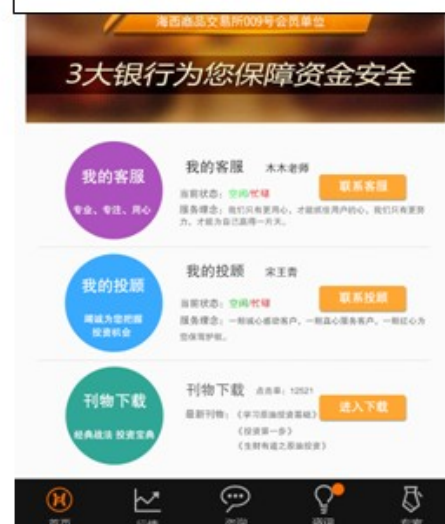 海西商品交易所009号会员单位
3大银行为您保障资金安全
我的客服
专业、专注、用心
我的客服 木木老师
当前状态：空闲/忙碌
联系客服
服务理念：我们只有更用心，才能抓住用户的心，我们只有更努
力，才能为自己赢得一片天。
我的投顾
竭诚为您把握
投资机会
我的投顾 宋王青
当前状态：空闲/忙碌
联系投顾
服务理念：一颗诚心感动客户，一颗真心服务客户，一颗红心为
您保驾护航。
刊物下载
经典战法 投资宝典
刊物下载 点击率：12521
最新刊物：《学习原油投资基础》
《投资第一步》
《生财有道之原油投资》
进入下载
首页